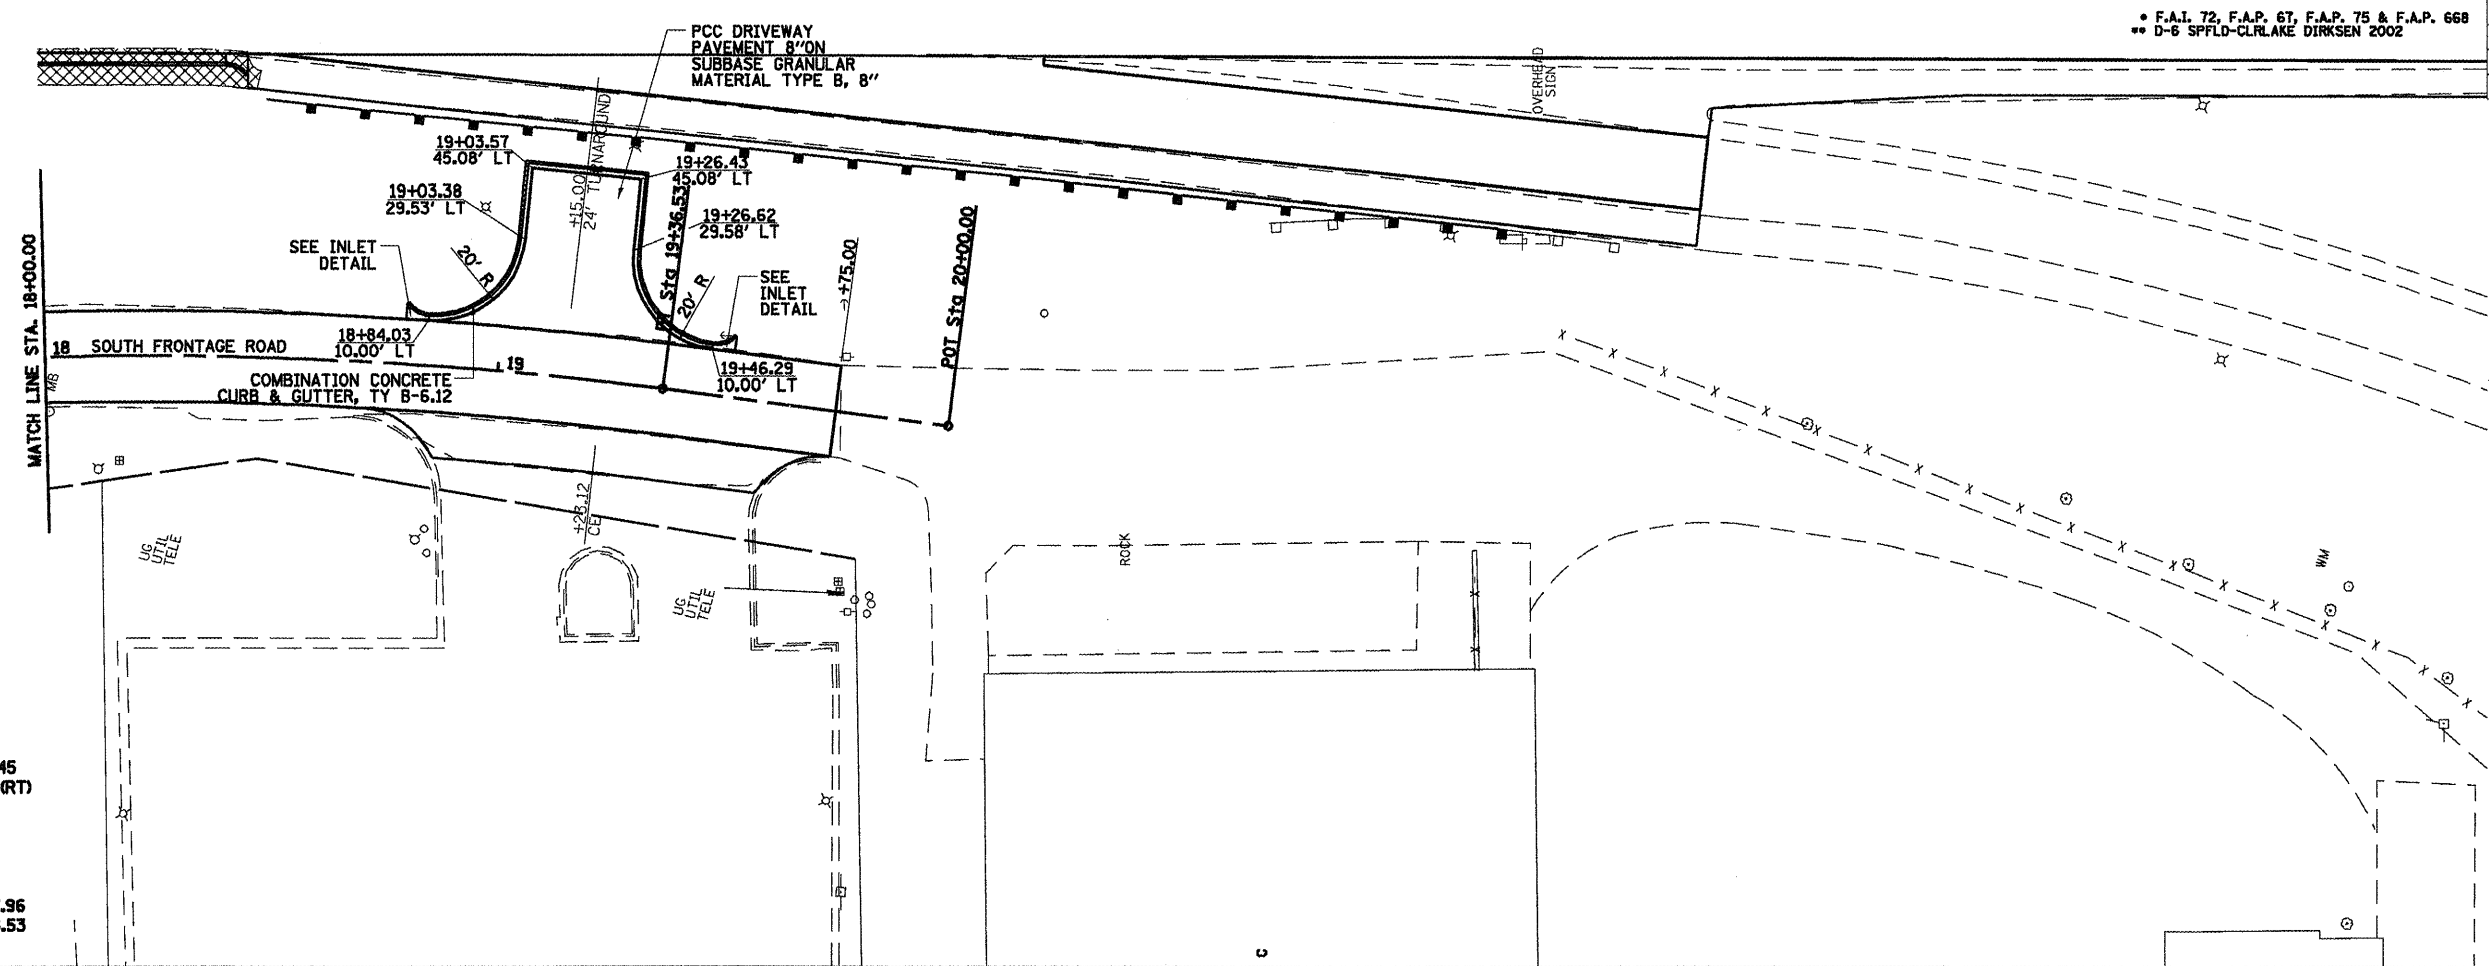 • F.A.I. 72, F.A.P. 67, F.A.P. 75 & F.A.P. 668
•• D-6 SPFLD-CLRLAKE DIRKSEN 2002
PCC DRIVEWAY
PAVEMENT 8"ON
SUBBASE GRANULAR
MATERIAL TYPE B, 8"
OVERHEAD
SIGN
TURNAROUND
+15.00
24'
19+03.57
45.08' LT
19+26.43
45.08' LT
19+03.38
29.53' LT
19+26.62
29.58' LT
SEE INLET
DETAIL
20' R
Sta 19+36.53
20' R
SEE
INLET
DETAIL
+75.00
POT Sta 20+00.00
MATCH LINE STA. 18+00.00
18 SOUTH FRONTAGE ROAD
18+84.03
10.00' LT
19
19+46.29
10.00' LT
COMBINATION CONCRETE
CURB & GUTTER, TY B-6.12
MB
+23.12
CE
UG
UTIL
TELE
UG
UTIL
TELE
ROCK
WM
X X X X X X X X X X X X X X X X X X X
X
X
45
(RT)
.96
.53
C